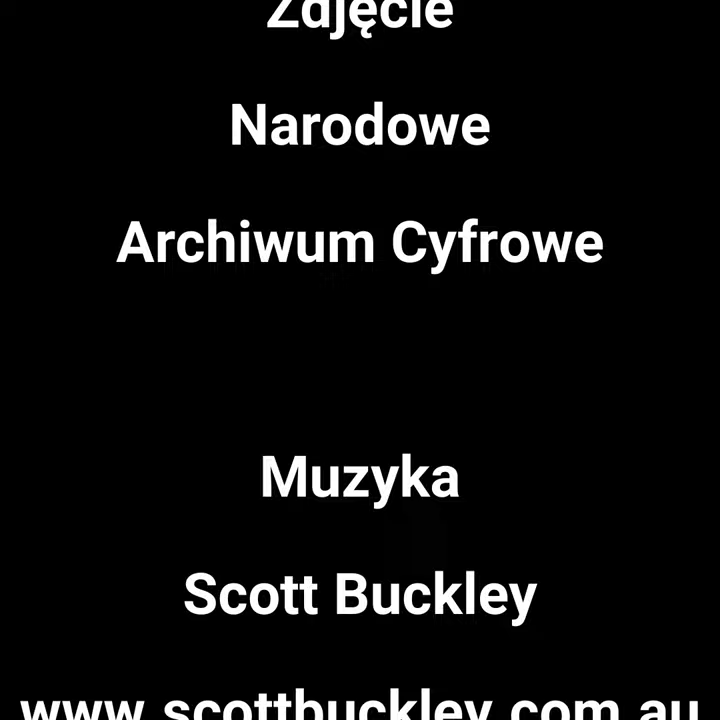 Zdjęcie
Narodowe
Archiwum Cyfrowe
Muzyka
Scott Buckley
www.scottbuckley.com.au